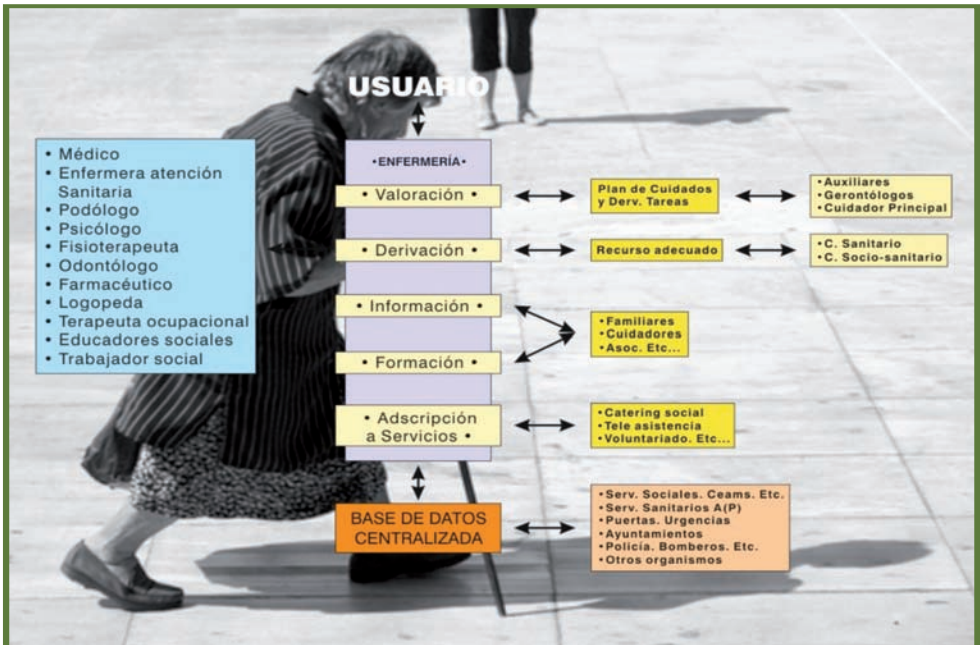 USUARIO
• Médico
• Enfermera atención
Sanitaria
• Podólogo
• Psicólogo
• Fisioterapeuta
• Odontólogo
• Farmacéutico
• Logopeda
• Terapeuta ocupacional
• Educadores sociales
• Trabajador social
•ENFERMERÍA•
• Valoración •
• Derivación •
• Información •
• Formación •
• Adscripción
a Servicios •
BASE DE DATOS
CENTRALIZADA
Plan de Cuidados
y Derv. Tareas
Recurso adecuado
•Familiares
•Cuidadores
•Asoc. Etc...
•Catering social
•Tele asistencia
•Voluntariado. Etc...
•Serv. Sociales. Ceams. Etc.
•Serv. Sanitarios A(P)
•Puertas. Urgencias
•Ayuntamientos
•Policía. Bomberos. Etc.
•Otros organismos
•Auxiliares
•Gerontólogos
•Cuidador Principal
•C. Sanitario
•C. Socio-sanitario